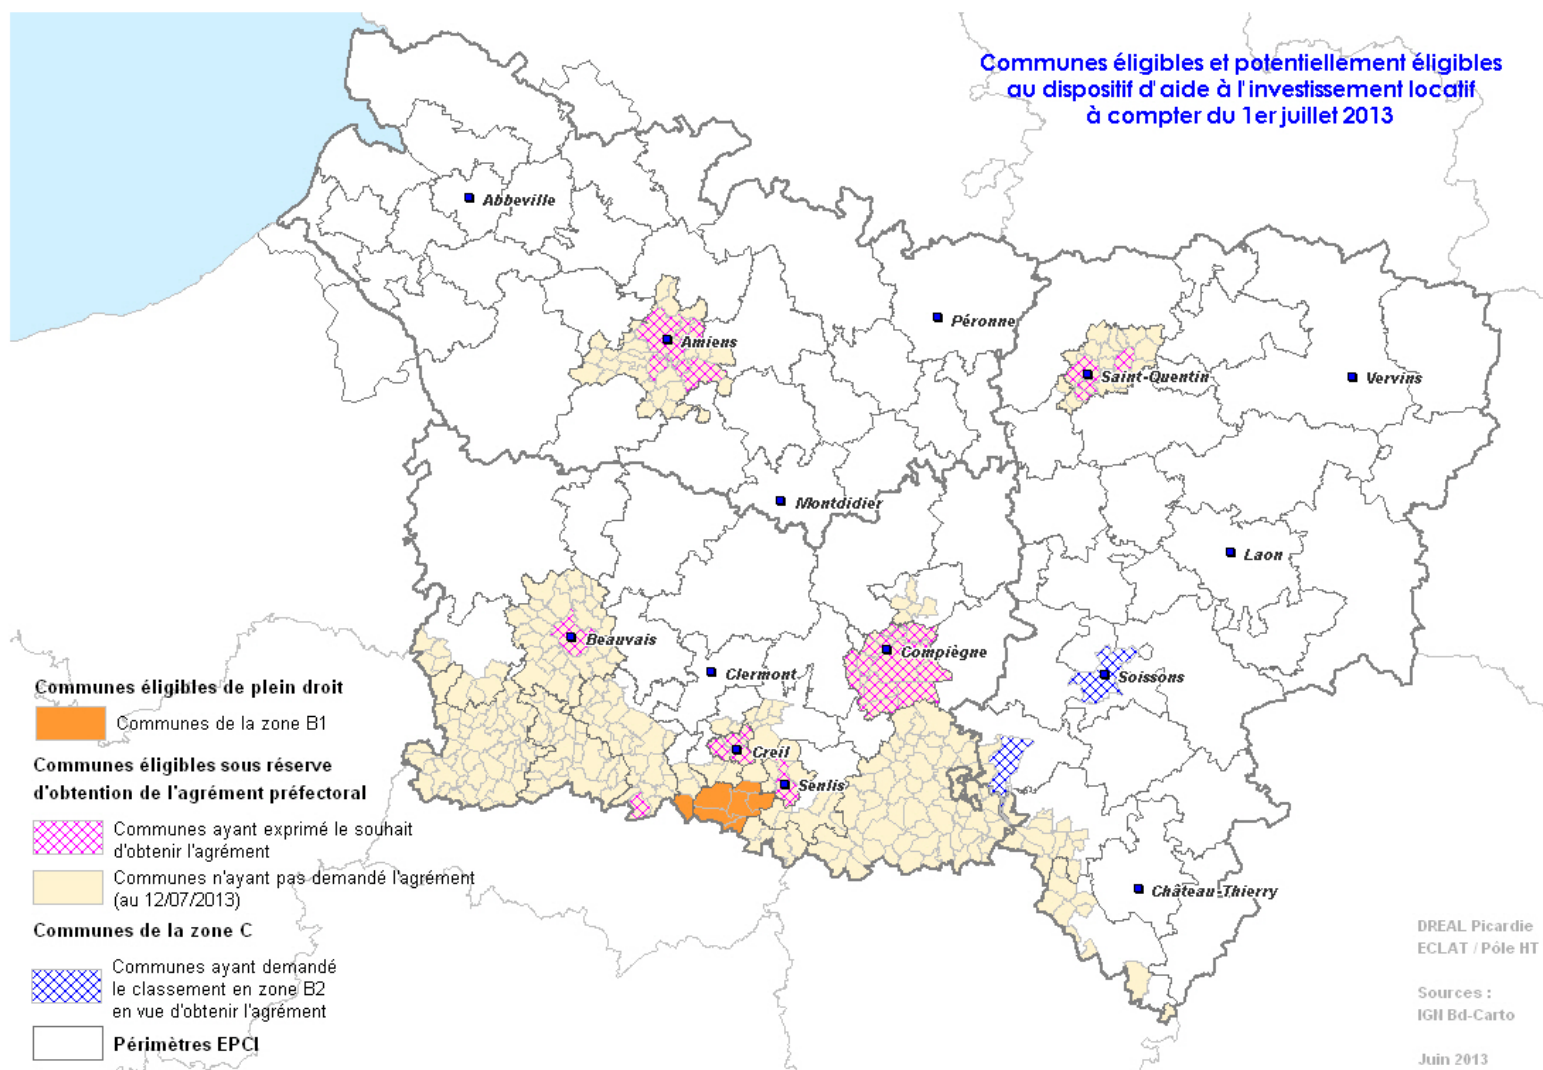 Communes éligibles et potentiellement éligibles
au dispositif d'aide à l'investissement locatif
à compter du 1er juillet 2013
Abbeville
Amiens
Péronne
Saint-Quentin
Vervins
Montdidier
Laon
Beauvais
Compiègne
Clermont
Soissons
Creil
Senlis
Château-Thierry
Communes éligibles de plein droit
Communes de la zone B1
Communes éligibles sous réserve
d'obtention de l'agrément préfectoral
Communes ayant exprimé le souhait
d'obtenir l'agrément
Communes n'ayant pas demandé l'agrément
(au 12/07/2013)
Communes de la zone C
Communes ayant demandé
le classement en zone B2
en vue d'obtenir l'agrément
Périmètres EPCI
DREAL Picardie
ECLAT / Pôle HT
Sources :
IGN Bd-Carto
Juin 2013